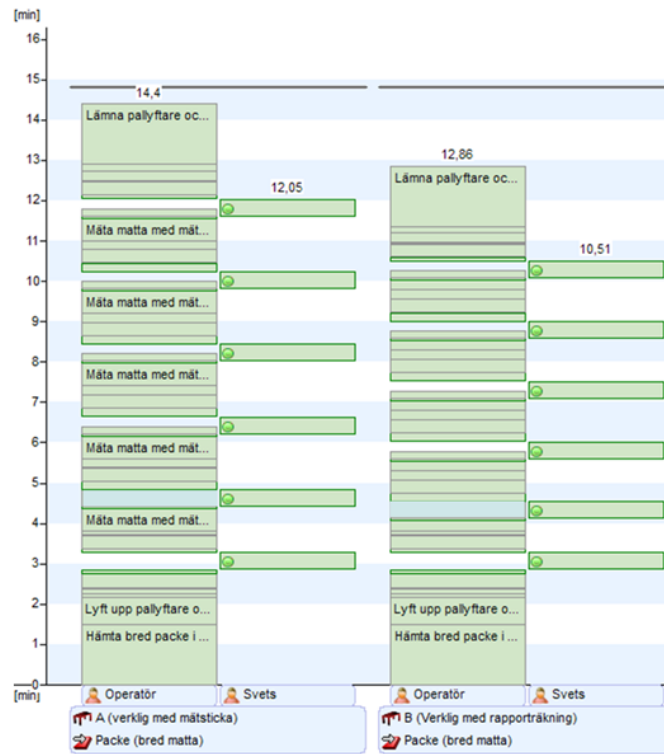 [min]
16
15
14,4
14
Lämna pallyftare oc...
13
12,86
Lämna pallyftare oc...
12,05
12
Mäta matta med mät...
11
10,51
10
Mäta matta med mät...
9
8
Mäta matta med mät...
7
6
Mäta matta med mät...
5
4
Mäta matta med mät...
3
2
Lyft upp pallyftare o...
Lyft upp pallyftare o...
1
Hämta bred packe i ...
Hämta bred packe i ...
0
[min]
Operatör
Svets
Operatör
Svets
A (verklig med mätsticka)
B (Verklig med rapporträkning)
Packe (bred matta)
Packe (bred matta)